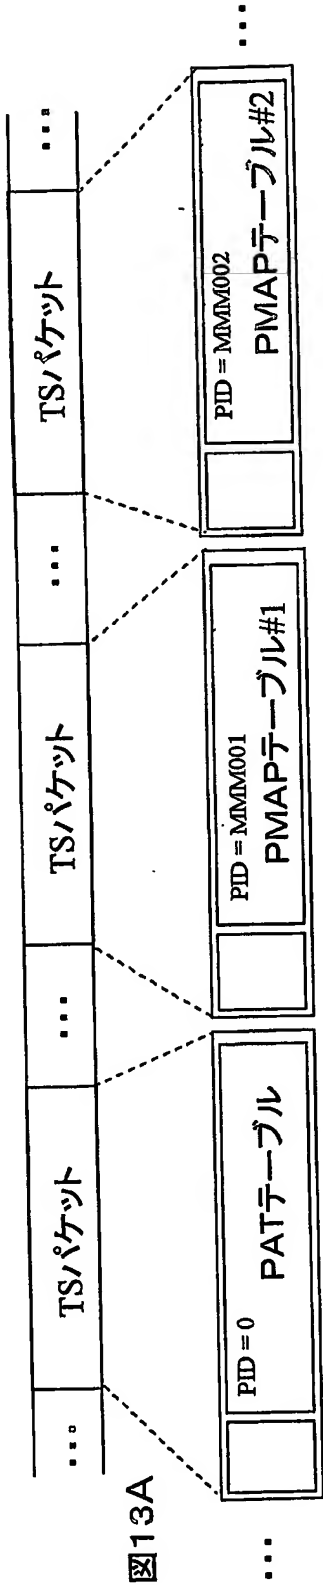 図13A
… TSパケット … TSパケット … TSパケット …
…
PID = 0
PATテーブル
PID = MMM001
PMAPテーブル#1
PID = MMM002
PMAPテーブル#2
…